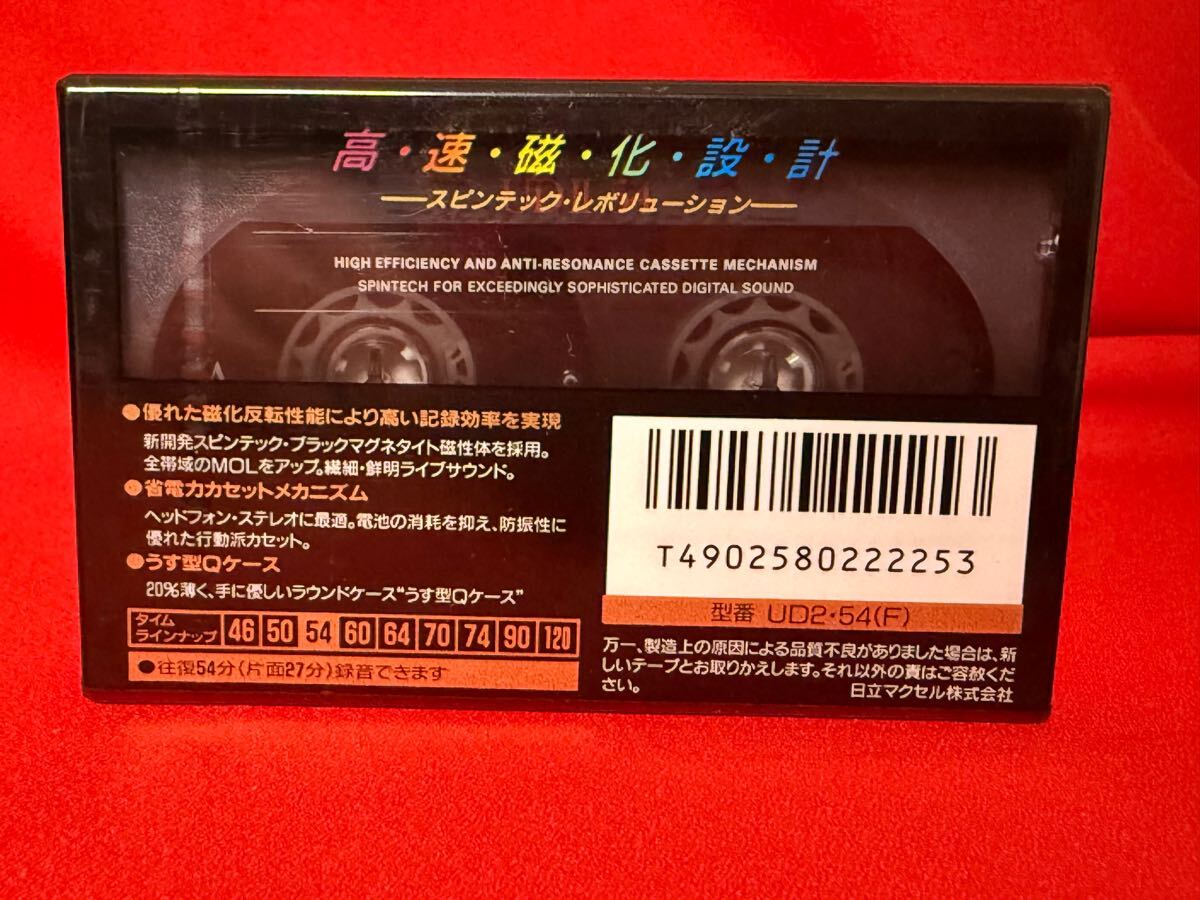 高・速・磁・化・設・計
スピンテック・レボリューション
HIGH EFFICIENCY AND ANTI-RESONANCE CASSETTE MECHANISM
SPINTECH FOR EXCEEDINGLY SOPHISTICATED DIGITAL SOUND
A
●優れた磁化反転性能により高い記録効率を実現
新開発スピンテック・ブラックマグネタイト磁性体を採用。
全帯域のMOLをアップ。繊細・鮮明ライブサウンド。
●省電力カセットメカニズム
ヘッドフォン・ステレオに最適。電池の消耗を抑え、防振性に
優れた行動派カセット。
●うす型Qケース
20%薄く、手に優しいラウンドケース“うす型Qケース”
タイム
ラインナップ 46 50 54 60 64 70 74 90 120
●往復54分(片面27分)録音できます
T4902580222253
型番 UD2・54(F)
万一、製造上の原因による品質不良がありました場合は、新
しいテープとお取りかえします。それ以外の責はご容赦くだ
さい。 日立マクセル株式会社